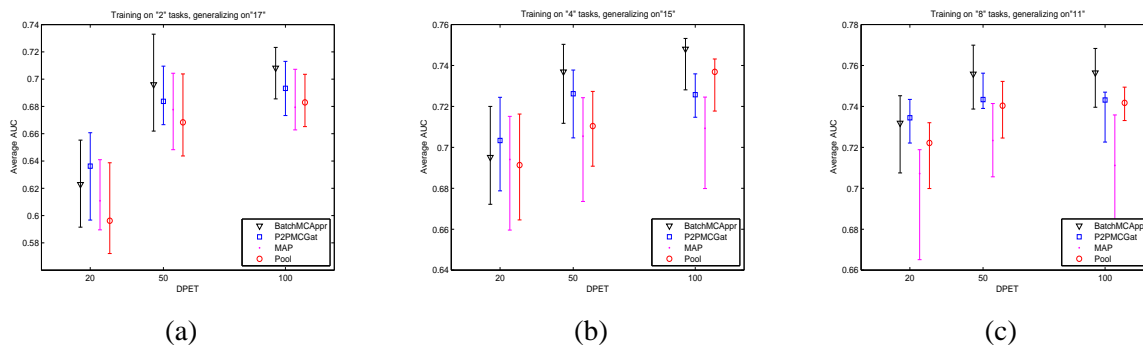 Training on "2" tasks, generalizing on"17"
0.74
0.72
0.7
0.68
0.66
0.64
0.62
0.6
0.58
Average AUC
20
50
100
DPET
BatchMCAppr
P2PMCGat
MAP
Pool
(a)
Training on "4" tasks, generalizing on"15"
0.76
0.74
0.72
0.7
0.68
0.66
0.64
Average AUC
20
50
100
DPET
BatchMCAppr
P2PMCGat
MAP
Pool
(b)
Training on "8" tasks, generalizing on"11"
0.78
0.76
0.74
0.72
0.7
0.68
0.66
Average AUC
20
50
100
DPET
BatchMCAppr
P2PMCGat
MAP
Pool
(c)